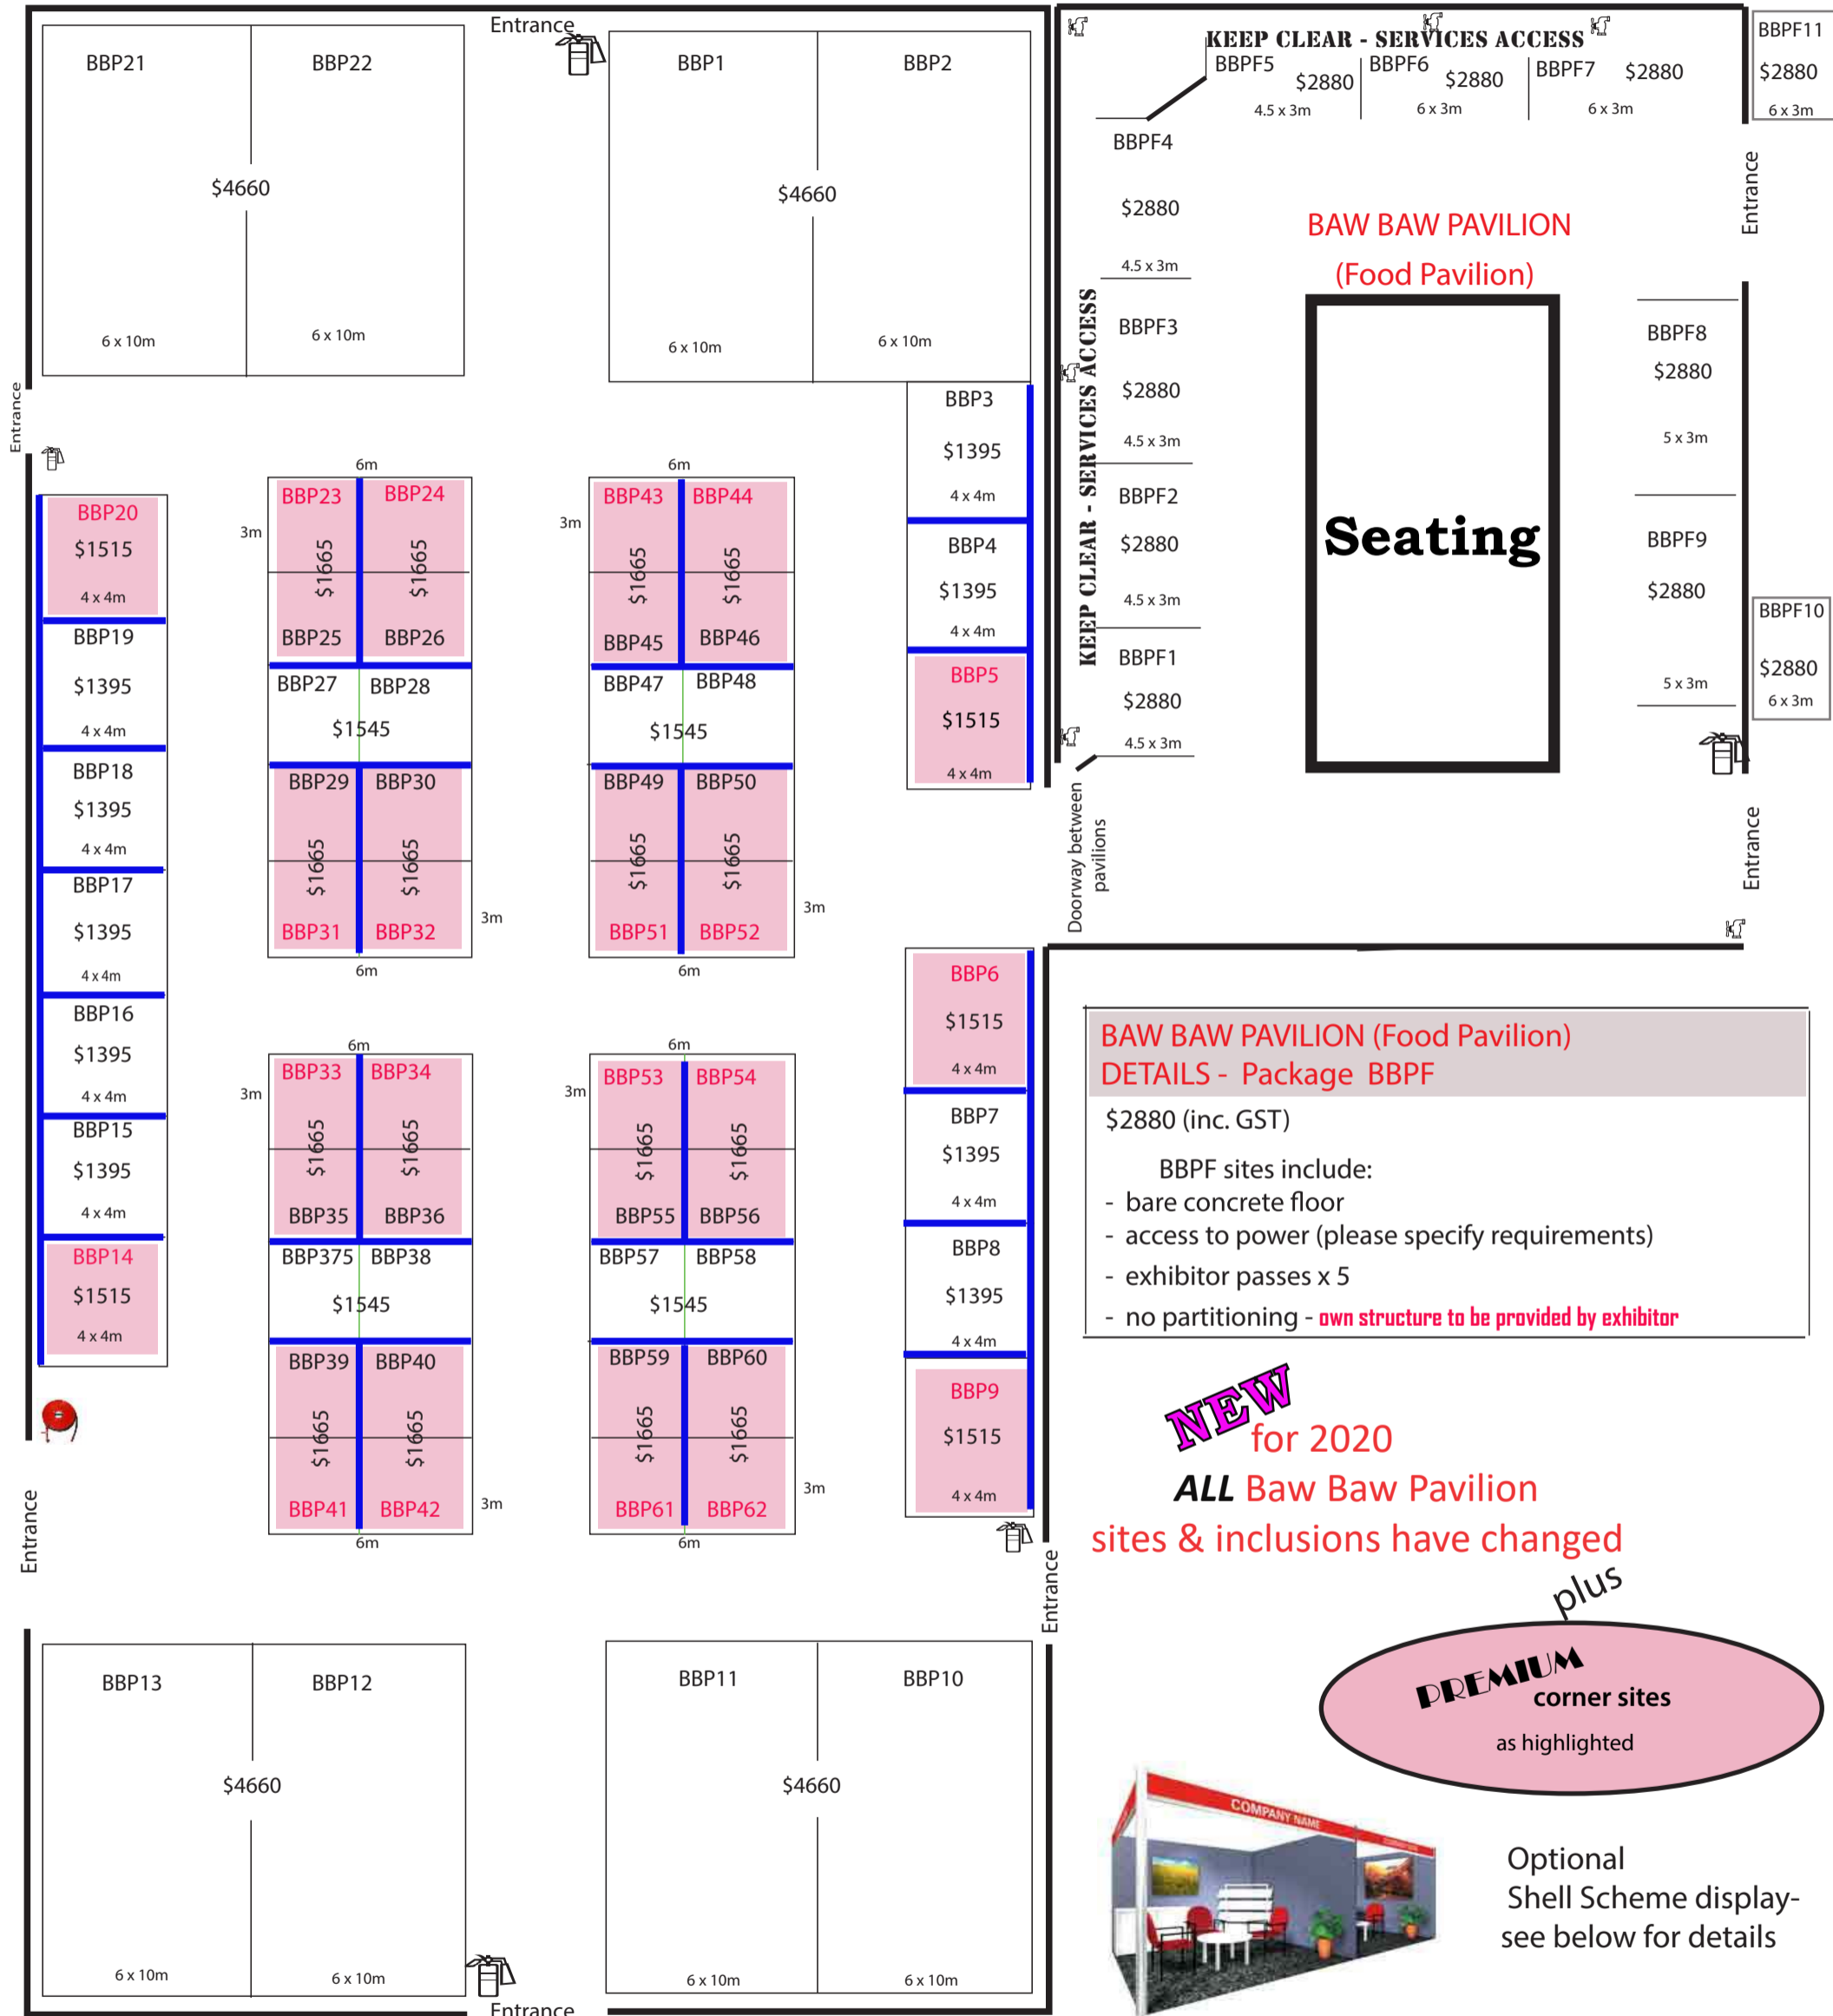 Entrance
BBP21
BBP22
$4660
6 x 10m
6 x 10m
BBP1
BBP2
$4660
6 x 10m
6 x 10m
Entrance
BBP20
$1515
4 x 4m
BBP19
$1395
4 x 4m
BBP18
$1395
4 x 4m
BBP17
$1395
4 x 4m
BBP16
$1395
4 x 4m
BBP15
$1395
4 x 4m
BBP14
$1515
4 x 4m
Entrance
6m
3m
BBP23 BBP24
$1665 $1665
BBP25 BBP26
BBP27 BBP28
$1545
BBP29 BBP30
$1665 $1665
BBP31 BBP32
3m
6m
6m
3m
BBP43 BBP44
$1665 $1665
BBP45 BBP46
BBP47 BBP48
$1545
BBP49 BBP50
$1665 $1665
BBP51 BBP52
3m
6m
6m
3m
BBP33 BBP34
$1665 $1665
BBP35 BBP36
BBP375 BBP38
$1545
BBP39 BBP40
$1665 $1665
BBP41 BBP42
3m
6m
6m
3m
BBP53 BBP54
$1665 $1665
BBP55 BBP56
BBP57 BBP58
$1545
BBP59 BBP60
$1665 $1665
BBP61 BBP62
3m
6m
BBP3
$1395
4 x 4m
BBP4
$1395
4 x 4m
BBP5
$1515
4 x 4m
BBP6
$1515
4 x 4m
BBP7
$1395
4 x 4m
BBP8
$1395
4 x 4m
BBP9
$1515
4 x 4m
Entrance
BBP13
BBP12
$4660
6 x 10m
6 x 10m
BBP11
BBP10
$4660
6 x 10m
6 x 10m
Entrance
KEEP CLEAR - SERVICES ACCESS
BBPF5
$2880
4.5 x 3m
BBPF6
$2880
6 x 3m
BBPF7
$2880
6 x 3m
BBPF11
$2880
6 x 3m
Entrance
KEEP CLEAR - SERVICES ACCESS
BBPF4
$2880
4.5 x 3m
BBPF3
$2880
4.5 x 3m
BBPF2
$2880
4.5 x 3m
BBPF1
$2880
4.5 x 3m
Doorway between
pavilions
BAW BAW PAVILION
(Food Pavilion)
Seating
BBPF8
$2880
5 x 3m
BBPF9
$2880
5 x 3m
BBPF10
$2880
6 x 3m
Entrance
BAW BAW PAVILION (Food Pavilion)
DETAILS - Package BBPF
$2880 (inc. GST)
BBPF sites include:
- bare concrete floor
- access to power (please specify requirements)
- exhibitor passes x 5
- no partitioning - own structure to be provided by exhibitor
NEW
for 2020
ALL Baw Baw Pavilion
sites & inclusions have changed
plus
PREMIUM
corner sites
as highlighted
COMPANY NAME
Optional
Shell Scheme display-
see below for details